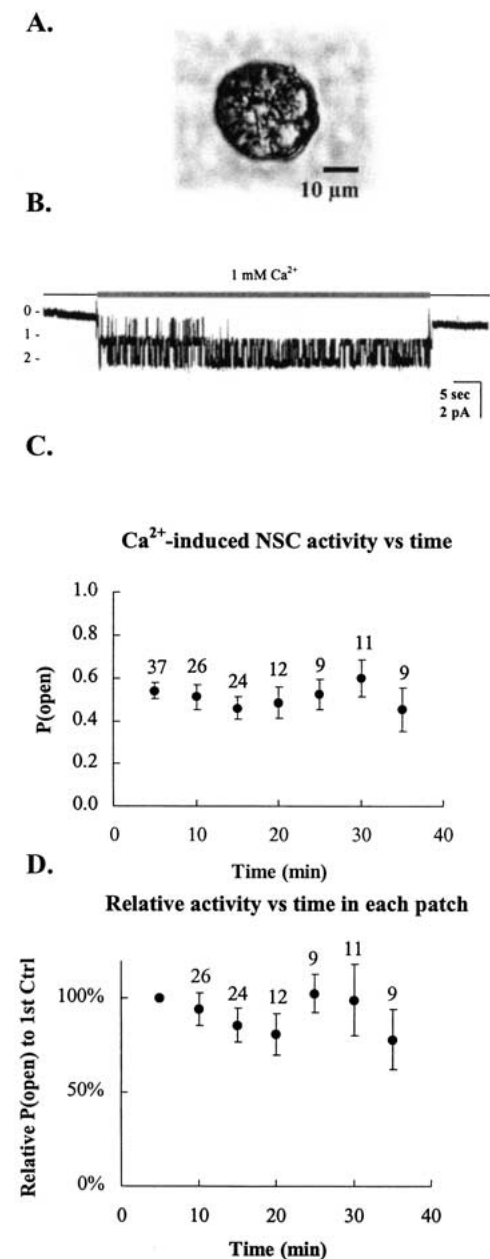 A.
10 µm
B.
1 mM Ca²⁺
0 -
1 -
2 -
5 sec
2 pA
C.
Ca²⁺-induced NSC activity vs time
1.0
0.8
0.6
0.4
0.2
0.0
P(open)
37
26
24
12
9
11
9
0 10 20 30 40
Time (min)
D.
Relative activity vs time in each patch
100%
50%
0%
Relative P(open) to 1st Ctrl
26
24
12
9
11
9
0 10 20 30 40
Time (min)